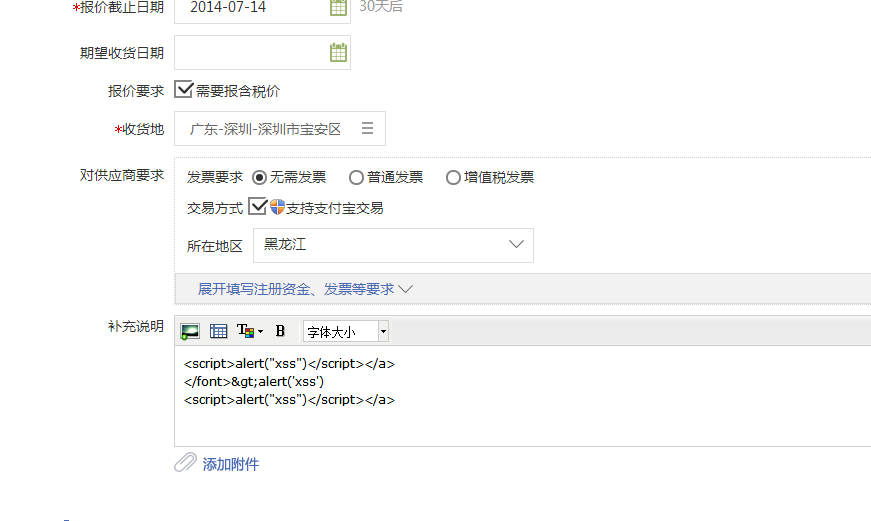 *报价截止日期 2014-07-14 30天后
期望收货日期
报价要求 需要报含税价
*收货地 广东-深圳-深圳市宝安区
对供应商要求 发票要求 无需发票 普通发票 增值税发票
交易方式 支持支付宝交易
所在地区 黑龙江
展开填写注册资金、发票等要求
补充说明 T B 字体大小
<script>alert("xss")</script></a>
</font>&gt;alert('xss')
<script>alert("xss")</script></a>
添加附件